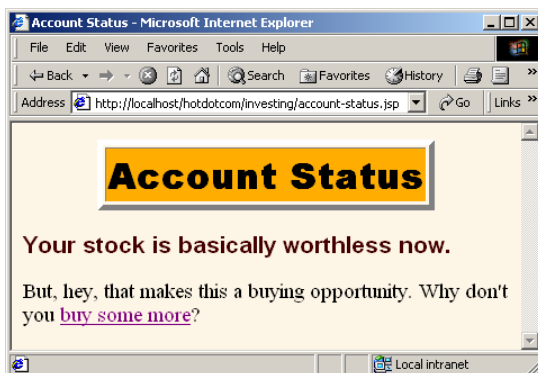 Account Status - Microsoft Internet Explorer
File Edit View Favorites Tools Help
Back Search Favorites History »
Address http://localhost/hotdotcom/investing/account-status.jsp Go Links »
Account Status
Your stock is basically worthless now.
But, hey, that makes this a buying opportunity. Why don't
you buy some more?
Local intranet